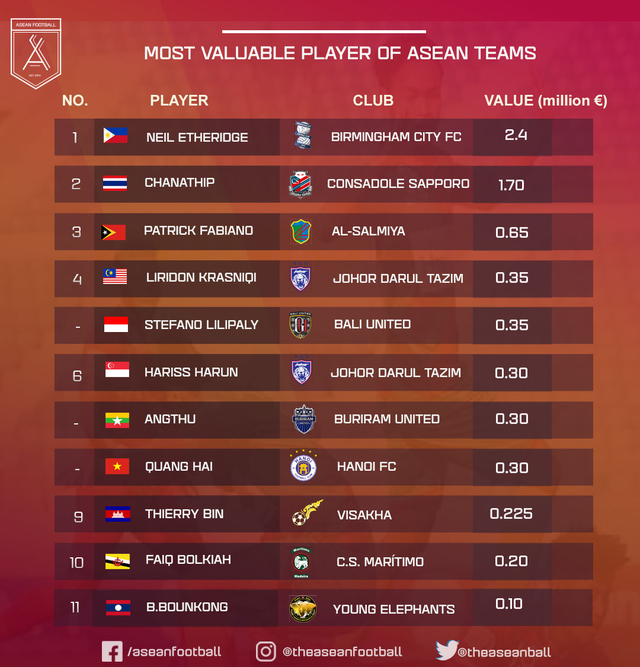 ASEAN FOOTBALL
MOST VALUABLE PLAYER OF ASEAN TEAMS
NO. PLAYER CLUB VALUE (million €)
1 NEIL ETHERIDGE BIRMINGHAM CITY FC 2.4
2 CHANATHIP CONSADOLE SAPPORO 1.70
3 PATRICK FABIANO AL-SALMIYA 0.65
4 LIRIDON KRASNIQI JOHOR DARUL TAZIM 0.35
- STEFANO LILIPALY BALI UNITED 0.35
6 HARISS HARUN JOHOR DARUL TAZIM 0.30
- ANGTHU BURIRAM UNITED 0.30
- QUANG HAI HANOI FC 0.30
9 THIERRY BIN VISAKHA 0.225
10 FAIQ BOLKIAH C.S. MARÍTIMO 0.20
11 B.BOUNKONG YOUNG ELEPHANTS 0.10
/aseanfootball @theaseanfootball @theaseanball